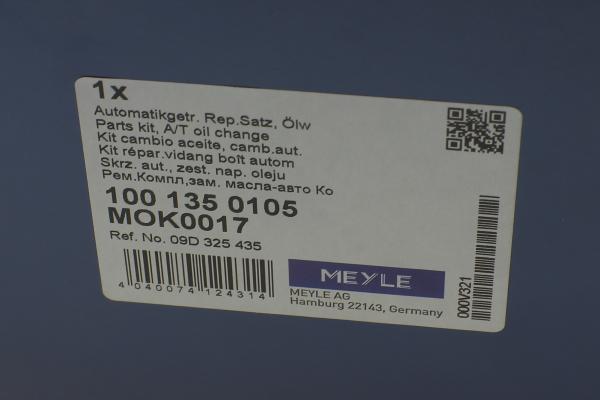 1x
Automatikgetr. Rep.Satz, Ölw
Parts kit, A/T oil change
Kit cambio aceite, camb.aut.
Kit répar.vidang boît autom
Skrz. aut., zest. nap. oleju
Рем.Компл,зам. масла-авто Ко
100 135 0105
MOK0017
Ref. No. 09D 325 435
4 040074 124314
MEYLE
MEYLE AG
Hamburg 22143, Germany
000V321